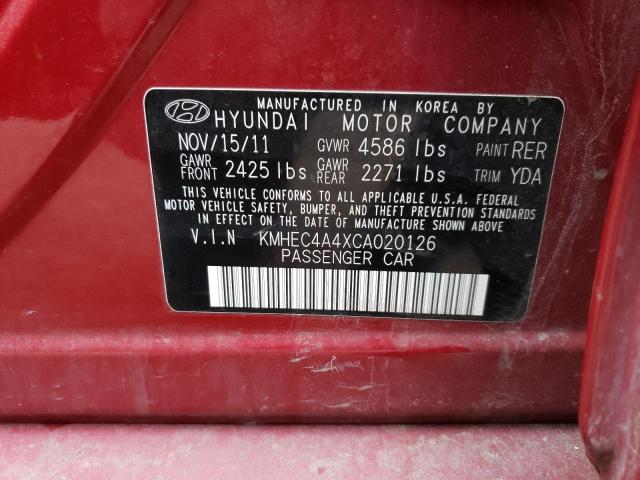 MANUFACTURED IN KOREA BY
HYUNDAI MOTOR COMPANY
NOV/15/11 GVWR 4586 lbs PAINT RER
GAWR FRONT 2425 lbs GAWR REAR 2271 lbs TRIM YDA
THIS VEHICLE CONFORMS TO ALL APPLICABLE U.S.A. FEDERAL
MOTOR VEHICLE SAFETY, BUMPER, AND THEFT PREVENTION STANDARDS
IN EFFECT ON THE DATE OF MANUFACTURE SHOWN ABOVE.
V.I.N KMHEC4A4XCA020126
PASSENGER CAR